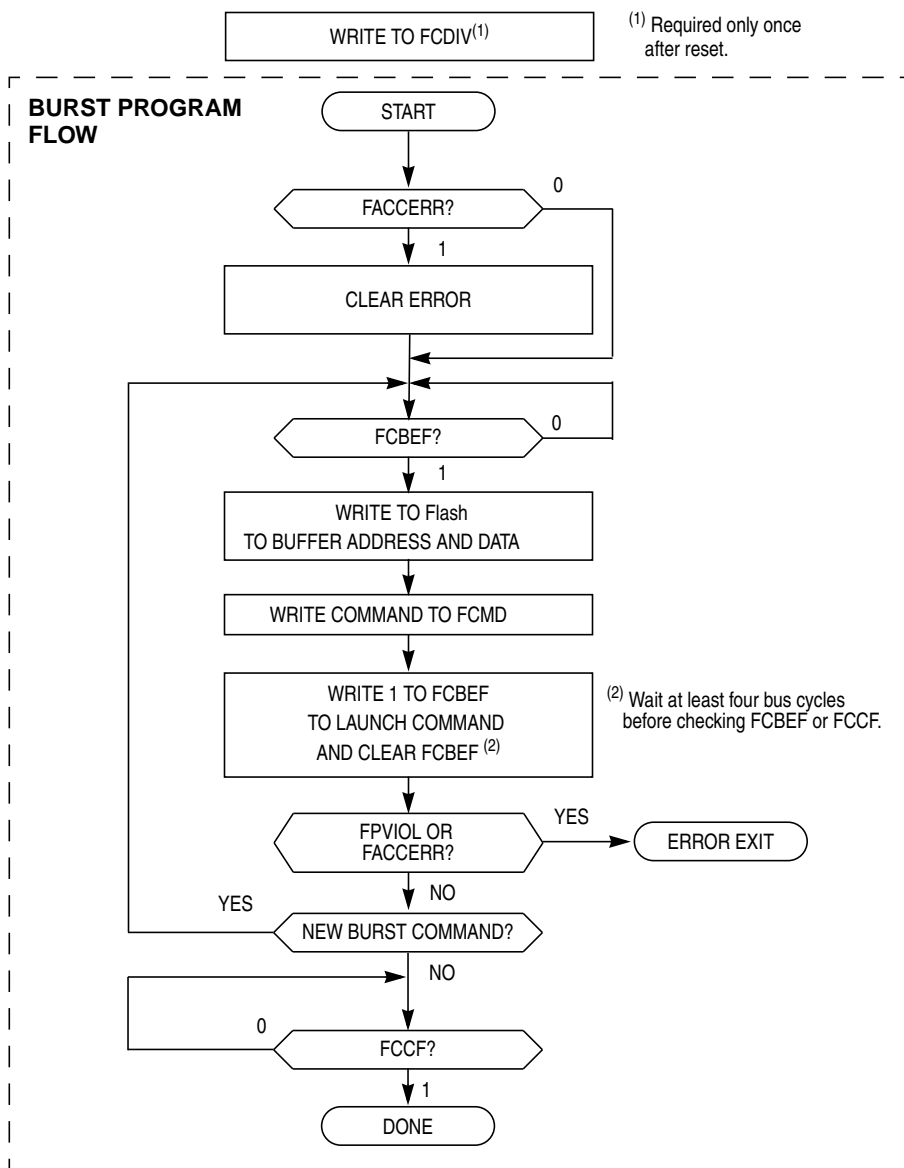 WRITE TO FCDIV(1)
(1) Required only once
after reset.
BURST PROGRAM
FLOW
START
FACCERR?
0
1
CLEAR ERROR
FCBEF?
0
1
WRITE TO Flash
TO BUFFER ADDRESS AND DATA
WRITE COMMAND TO FCMD
WRITE 1 TO FCBEF
TO LAUNCH COMMAND
AND CLEAR FCBEF (2)
(2) Wait at least four bus cycles
before checking FCBEF or FCCF.
FPVIOL OR
FACCERR?
YES
ERROR EXIT
NO
YES
NEW BURST COMMAND?
NO
0
FCCF?
1
DONE